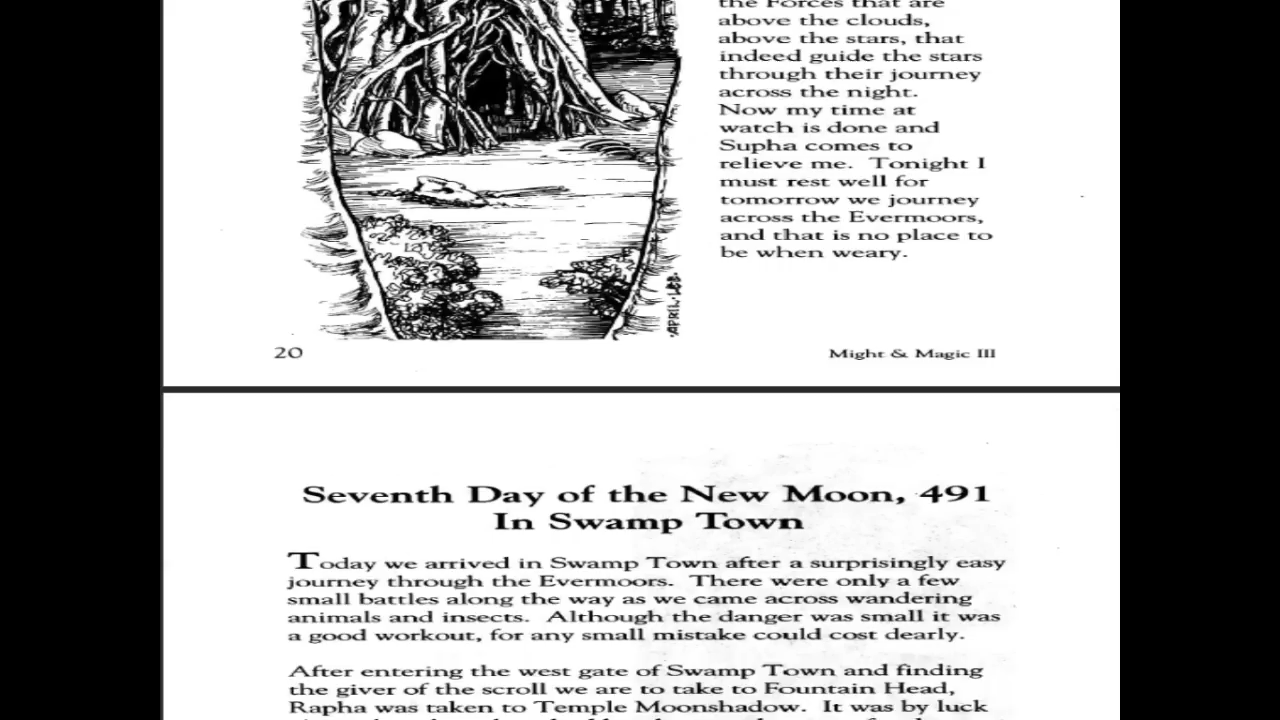 the Forces that are
above the clouds,
above the stars, that
indeed guide the stars
through their journey
across the night.
Now my time at
watch is done and
Supha comes to
relieve me. Tonight I
must rest well for
tomorrow we journey
across the Evermoors,
and that is no place to
be when weary.
APRIL·LEE·
20
Might & Magic III
Seventh Day of the New Moon, 491
In Swamp Town
Today we arrived in Swamp Town after a surprisingly easy
journey through the Evermoors. There were only a few
small battles along the way as we came across wandering
animals and insects. Although the danger was small it was
a good workout, for any small mistake could cost dearly.
After entering the west gate of Swamp Town and finding
the giver of the scroll we are to take to Fountain Head,
Rapha was taken to Temple Moonshadow. It was by luck